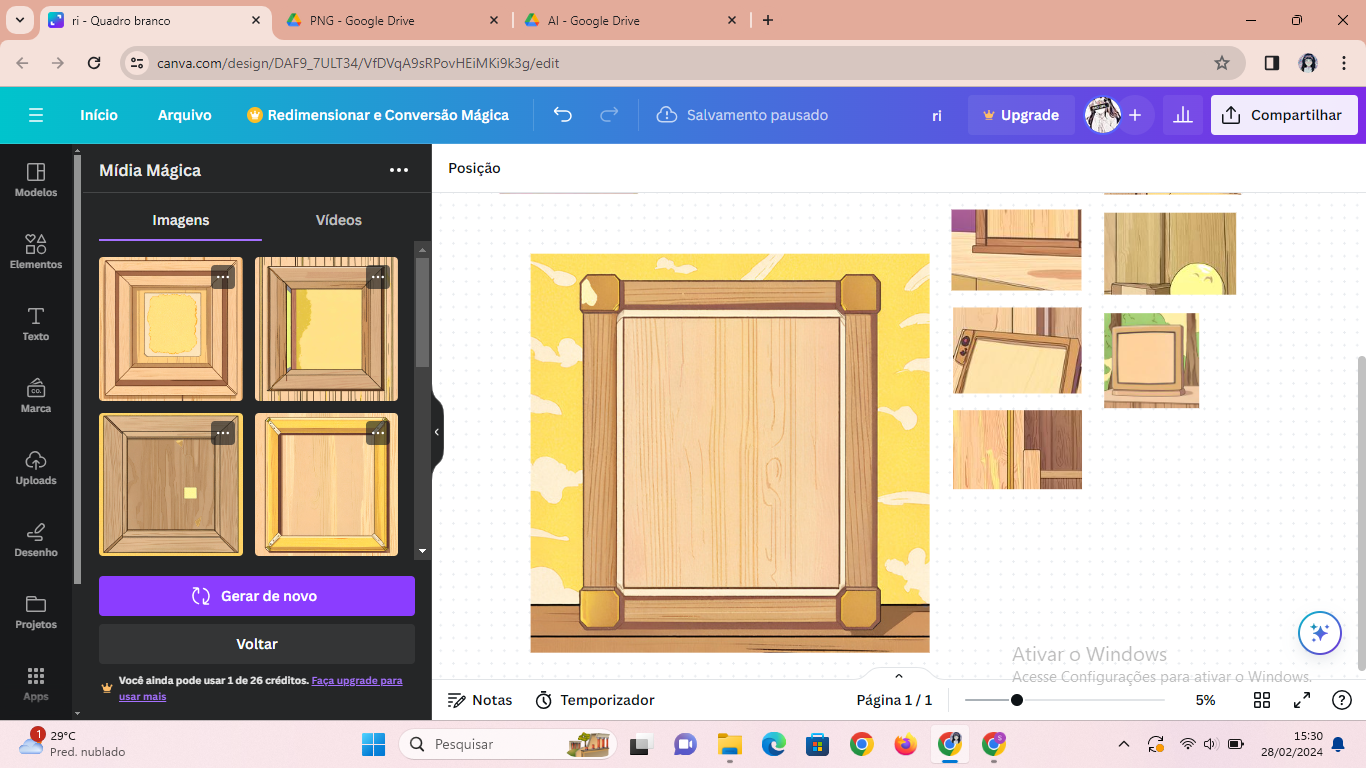 ri - Quadro branco
PNG - Google Drive
AI - Google Drive
canva.com/design/DAF9_7ULT34/VfDVqA9sRPovHEiMKi9k3g/edit
Início
Arquivo
Redimensionar e Conversão Mágica
Salvamento pausado
ri
Upgrade
Compartilhar
Modelos
Elementos
Texto
CO.
Marca
Uploads
Desenho
Projetos
Apps
Mídia Mágica
Imagens
Vídeos
Gerar de novo
Voltar
Você ainda pode usar 1 de 26 créditos. Faça upgrade para
usar mais
Posição
Ativar o Windows
Acesse Configurações para ativar o Windows.
Notas
Temporizador
Página 1 / 1
5%
1
29°C
Pred. nublado
Pesquisar
S
15:30
28/02/2024